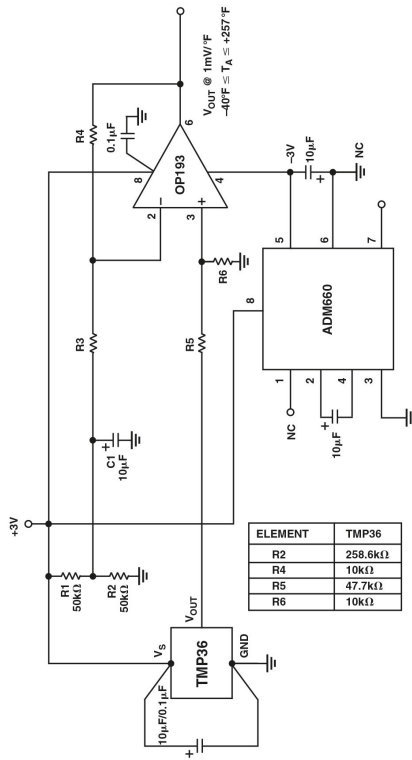 V_OUT @ 1mV/°F
–40°F ≤ T_A ≤ +257°F
R4
0.1μF
8
6
OP193
2
–
3
+
4
R3
R5
R6
–3V
10μF
+
NC
5
6
7
8
ADM660
1
2
4
3
NC
+
10μF
+
C1
10μF
+3V
R1
50kΩ
R2
50kΩ
V_S
V_OUT
TMP36
GND
10μF/0.1μF
+
ELEMENT TMP36
R2 258.6kΩ
R4 10kΩ
R5 47.7kΩ
R6 10kΩ